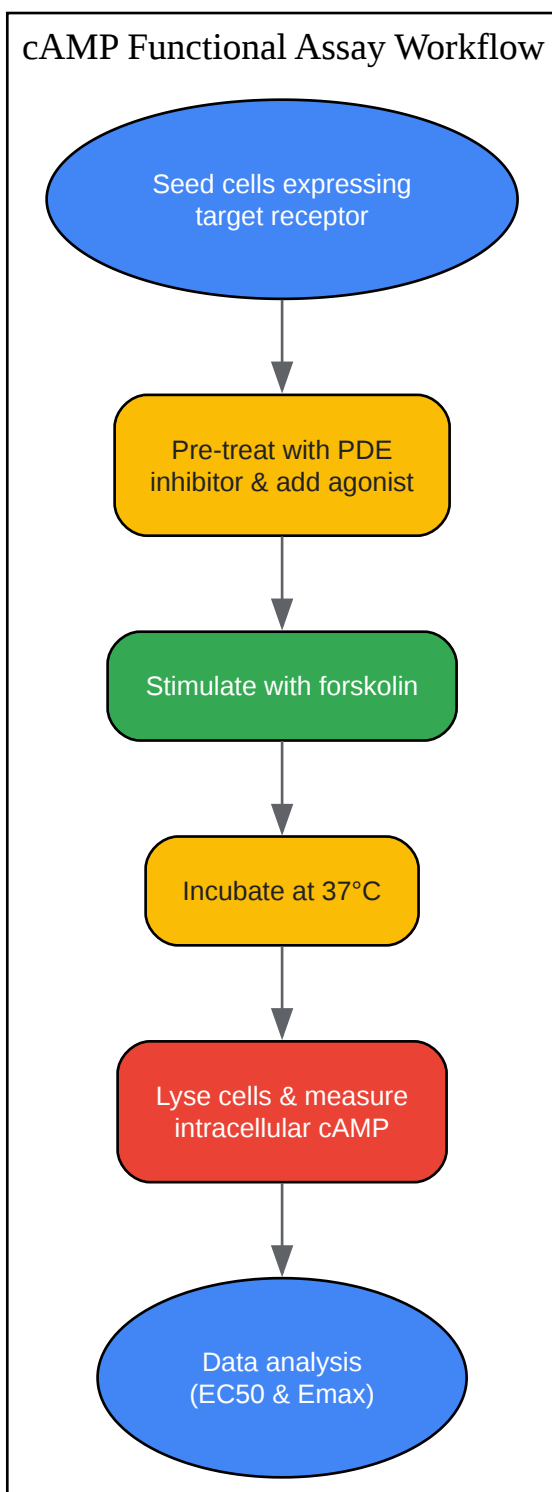 cAMP Functional Assay Workflow
Seed cells expressing
target receptor
Pre-treat with PDE
inhibitor & add agonist
Stimulate with forskolin
Incubate at 37°C
Lyse cells & measure
intracellular cAMP
Data analysis
(EC50 & Emax)